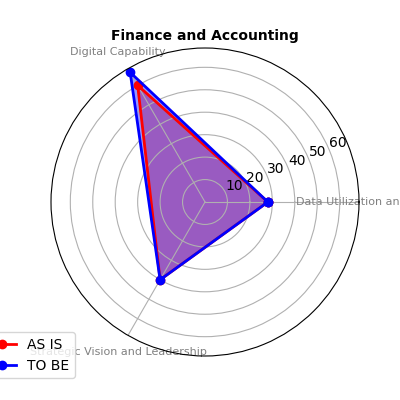 Finance and Accounting
Digital Capability
60
50
40
30
20
10
Data Utilization an
Strategic Vision and Leadership
AS IS
TO BE